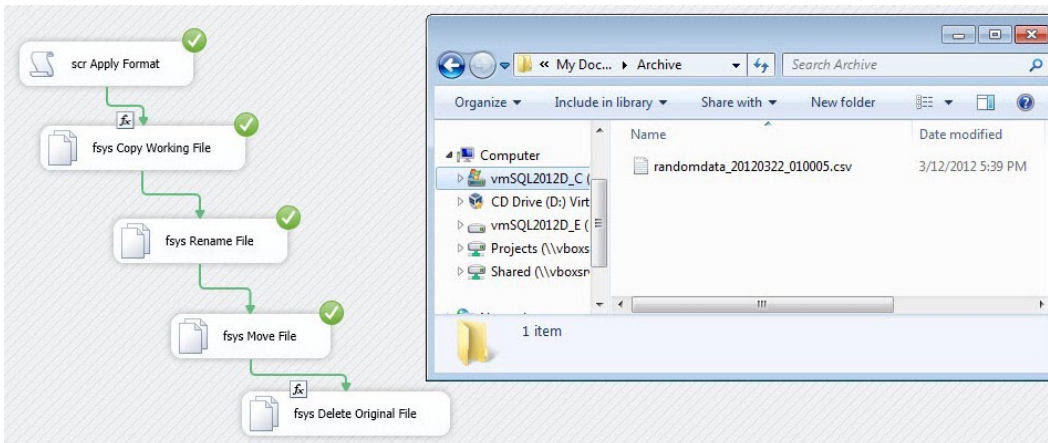 scr Apply Format
fx
fsys Copy Working File
fsys Rename File
fsys Move File
fx
fsys Delete Original File
« My Doc... ▸ Archive
Search Archive
Organize
Include in library
Share with
New folder
Name
Date modified
Computer
vmSQL2012D_C (
CD Drive (D:) Virt
vmSQL2012D_E (
Projects (\\vboxs
Shared (\\vboxsr
randomdata_20120322_010005.csv
3/12/2012 5:39 PM
1 item